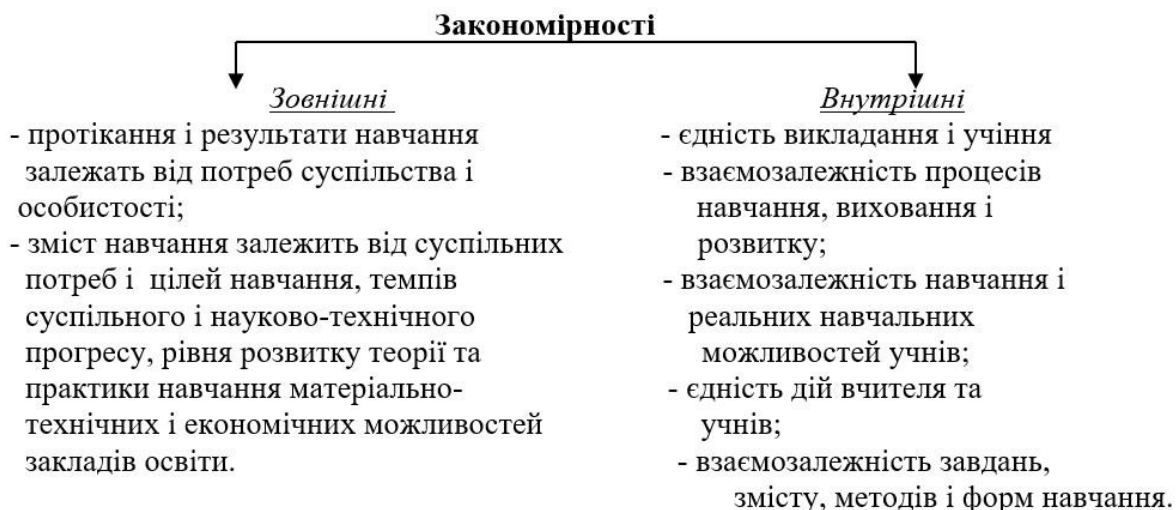 Закономірності
Зовнішні
- протікання і результати навчання
залежать від потреб суспільства і
особистості;
- зміст навчання залежить від суспільних
потреб і цілей навчання, темпів
суспільного і науково-технічного
прогресу, рівня розвитку теорії та
практики навчання матеріально-
технічних і економічних можливостей
закладів освіти.
Внутрішні
- єдність викладання і учіння
- взаємозалежність процесів
навчання, виховання і
розвитку;
- взаємозалежність навчання і
реальних навчальних
можливостей учнів;
- єдність дій вчителя та
учнів;
- взаємозалежність завдань,
змісту, методів і форм навчання.